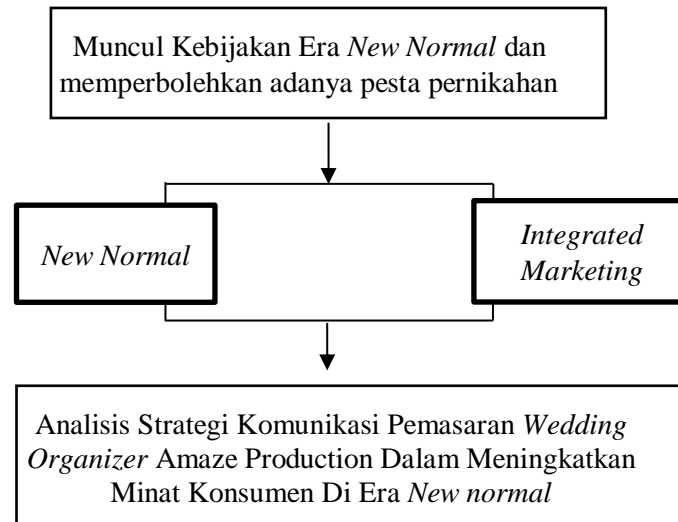 Muncul Kebijakan Era New Normal dan
memperbolehkan adanya pesta pernikahan
New Normal
Integrated
Marketing
Analisis Strategi Komunikasi Pemasaran Wedding
Organizer Amaze Production Dalam Meningkatkan
Minat Konsumen Di Era New normal